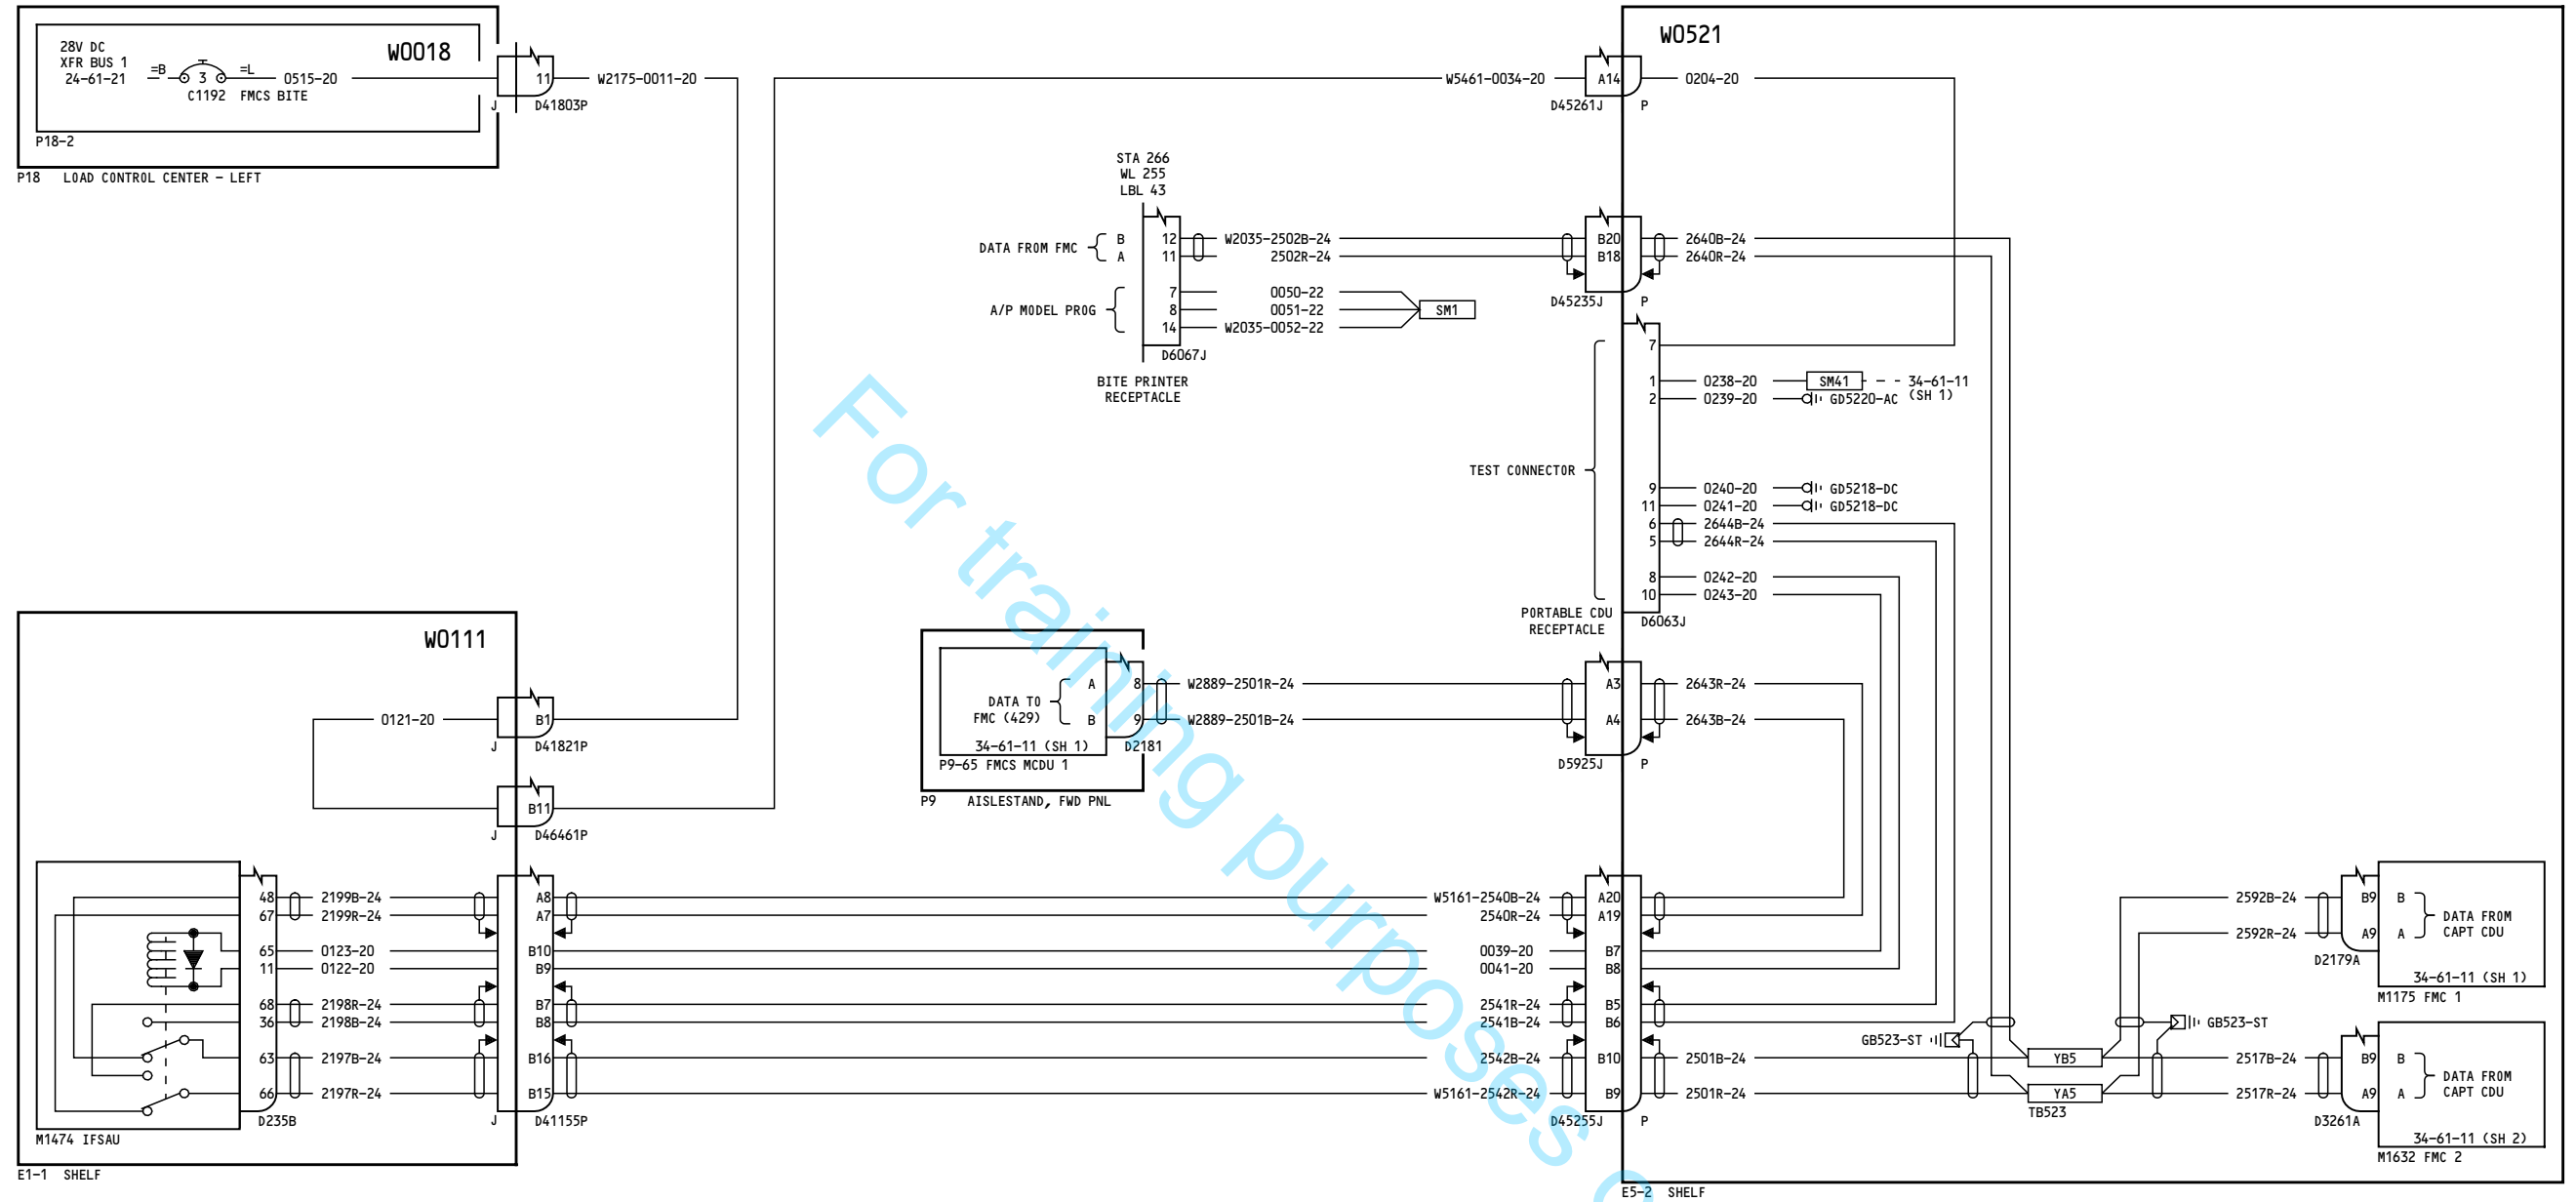 W0018
28V DC
XFR BUS 1
24-61-21
=B
3
=L
0515-20
C1192 FMCS BITE
P18-2
P18 LOAD CONTROL CENTER - LEFT
11
J
D41803P
W2175-0011-20
W0521
W5461-0034-20
A14
0204-20
D45261J
P
STA 266
WL 255
LBL 43
DATA FROM FMC
B
A
12
11
W2035-2502B-24
2502R-24
B20
B18
2640B-24
2640R-24
A/P MODEL PROG
7
8
14
0050-22
0051-22
W2035-0052-22
SM1
D45235J
P
D6067J
BITE PRINTER
RECEPTACLE
7
1 0238-20 SM41 34-61-11
(SH 1)
2 0239-20 GD5220-AC
TEST CONNECTOR
9 0240-20 GD5218-DC
11 0241-20 GD5218-DC
6 2644B-24
5 2644R-24
8 0242-20
10 0243-20
PORTABLE CDU
RECEPTACLE
D6063J
W0111
0121-20
B1
J
D41821P
B11
J
D46461P
DATA TO
FMC (429)
A
B
8
9
34-61-11 (SH 1)
D2181
P9-65 FMCS MCDU 1
P9 AISLESTAND, FWD PNL
W2889-2501R-24
W2889-2501B-24
A3
A4
2643R-24
2643B-24
D5925J
P
48 2199B-24 A8 W5161-2540B-24 A20
67 2199R-24 A7 2540R-24 A19
65 0123-20 B10 0039-20 B7
11 0122-20 B9 0041-20 B8
68 2198R-24 B7 2541R-24 B5
36 2198B-24 B8 2541B-24 B6
63 2197B-24 B16 2542B-24 B10 2501B-24
66 2197R-24 B15 W5161-2542R-24 B9 2501R-24
D235B
J
D41155P
D45255J
P
M1474 IFSAU
E1-1 SHELF
GB523-ST
GB523-ST
YB5
YA5
TB523
2592B-24 B9 B
2592R-24 A9 A
DATA FROM
CAPT CDU
D2179A
34-61-11 (SH 1)
M1175 FMC 1
2517B-24 B9 B
2517R-24 A9 A
DATA FROM
CAPT CDU
D3261A
34-61-11 (SH 2)
M1632 FMC 2
E5-2 SHELF
For training purposes